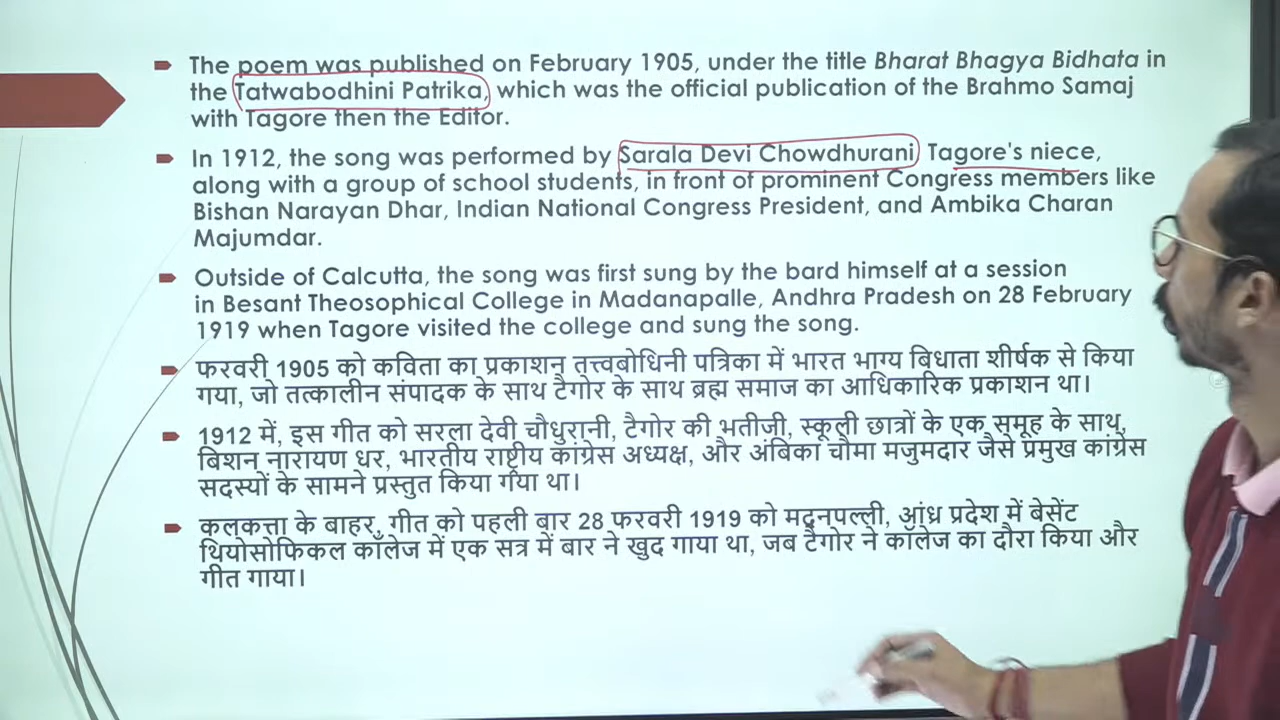 The poem was published on February 1905, under the title Bharat Bhagya Bidhata in
the Tatwabodhini Patrika, which was the official publication of the Brahmo Samaj
with Tagore then the Editor.
In 1912, the song was performed by Sarala Devi Chowdhurani Tagore's niece,
along with a group of school students, in front of prominent Congress members like
Bishan Narayan Dhar, Indian National Congress President, and Ambika Charan
Majumdar.
Outside of Calcutta, the song was first sung by the bard himself at a session
in Besant Theosophical College in Madanapalle, Andhra Pradesh on 28 February
1919 when Tagore visited the college and sung the song.
फरवरी 1905 को कविता का प्रकाशन तत्त्वबोधिनी पत्रिका में भारत भाग्य बिधाता शीर्षक से किया
गया, जो तत्कालीन संपादक के साथ टैगोर के साथ ब्रह्म समाज का आधिकारिक प्रकाशन था।
1912 में, इस गीत को सरला देवी चौधुरानी, टैगोर की भतीजी, स्कूली छात्रों के एक समूह के साथ,
बिशन नारायण धर, भारतीय राष्ट्रीय कांग्रेस अध्यक्ष, और अंबिका चौमा मजुमदार जैसे प्रमुख कांग्रेस
सदस्यों के सामने प्रस्तुत किया गया था।
कलकत्ता के बाहर, गीत को पहली बार 28 फरवरी 1919 को मदनपल्ली, आंध्र प्रदेश में बेसेंट
थियोसोफिकल कॉलेज में एक सत्र में बार ने खुद गाया था, जब टैगोर ने कॉलेज का दौरा किया और
गीत गाया।